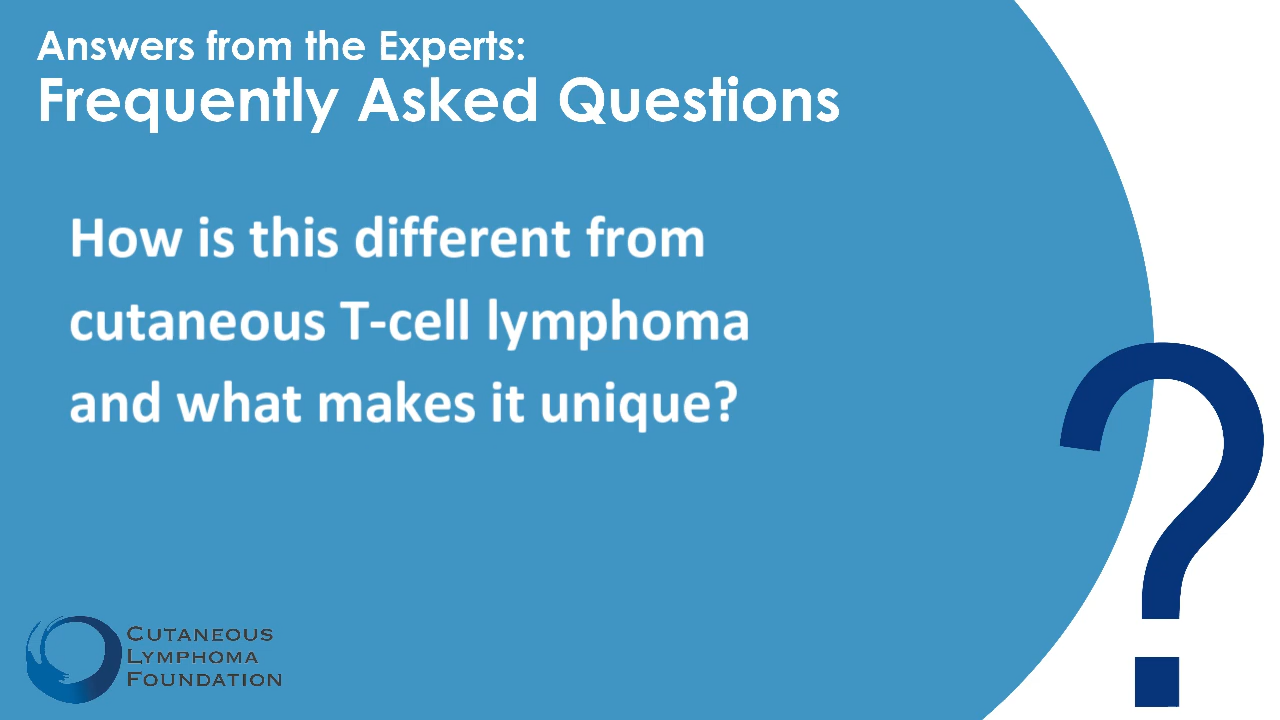 Answers from the Experts:
Frequently Asked Questions
How is this different from
cutaneous T-cell lymphoma
and what makes it unique?
?
CUTANEOUS
LYMPHOMA
FOUNDATION